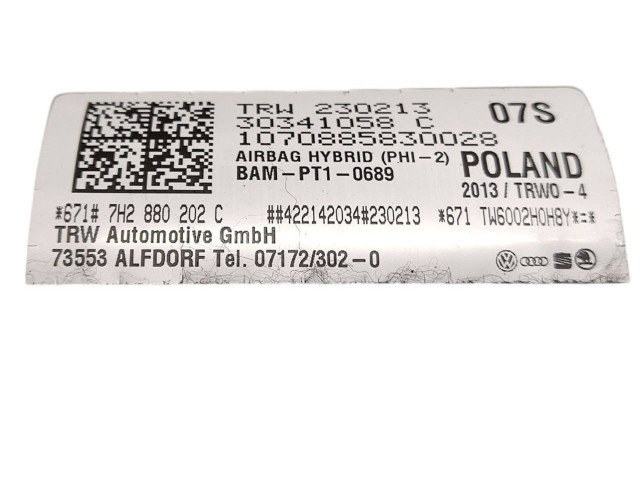 TRW 230213
30341058 C
1070885830028
AIRBAG HYBRID (PHI-2)
BAM-PT1-0689
07S
POLAND
2013 / TRWO-4
*671# 7H2 880 202 C ##422142034#230213 *671 TW6002H0H8Y*=*
TRW Automotive GmbH
73553 ALFDORF Tel. 07172/302-0